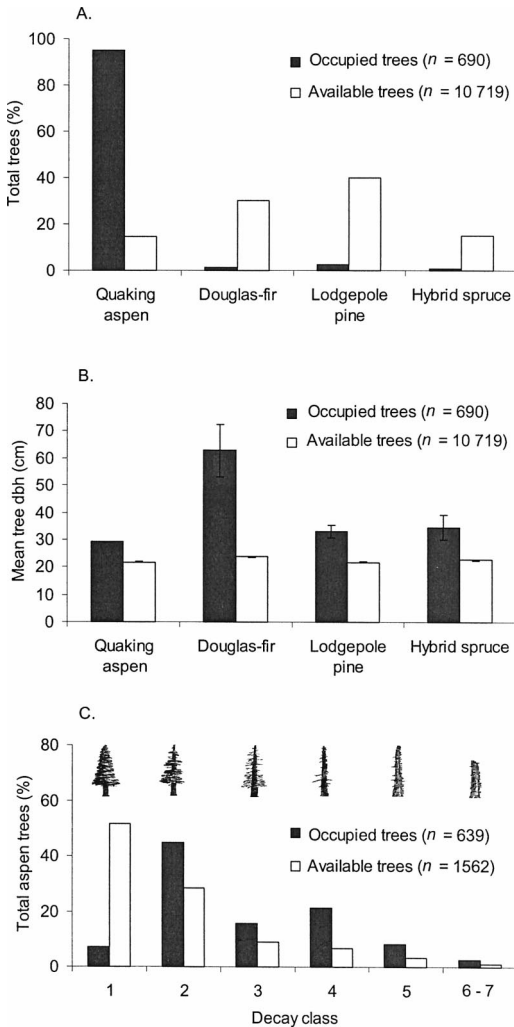 A.
100
80
60
40
20
0
Total trees (%)
Occupied trees (n = 690)
Available trees (n = 10 719)
Quaking aspen
Douglas-fir
Lodgepole pine
Hybrid spruce
B.
80
70
60
50
40
30
20
10
0
Mean tree dbh (cm)
Occupied trees (n = 690)
Available trees (n = 10 719)
Quaking aspen
Douglas-fir
Lodgepole pine
Hybrid spruce
C.
80
60
40
20
0
Total aspen trees (%)
Occupied trees (n = 639)
Available trees (n = 1562)
1 2 3 4 5 6 - 7
Decay class